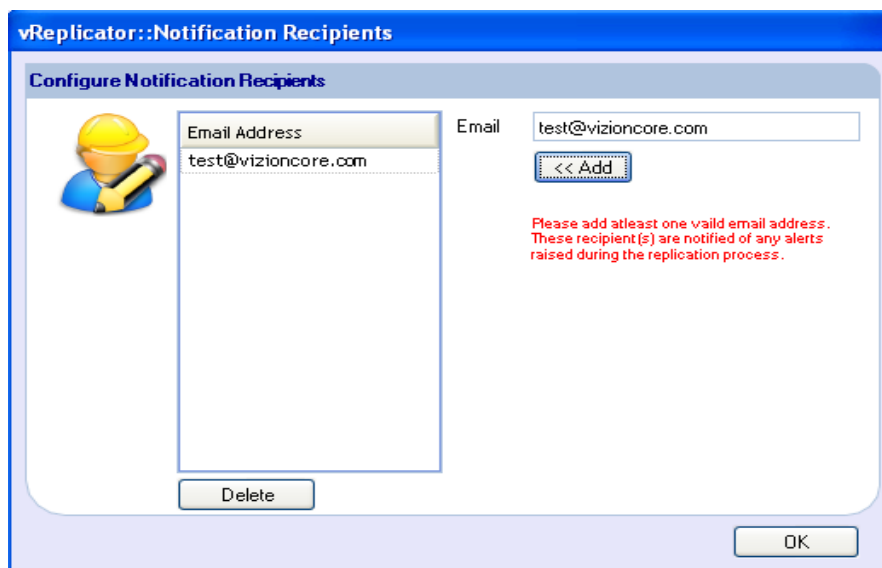 vReplicator::Notification Recipients
Configure Notification Recipients
Email Address
test@vizioncore.com
Email
test@vizioncore.com
<< Add
Please add atleast one vaild email address.
These recipient(s) are notified of any alerts
raised during the replication process.
Delete
OK